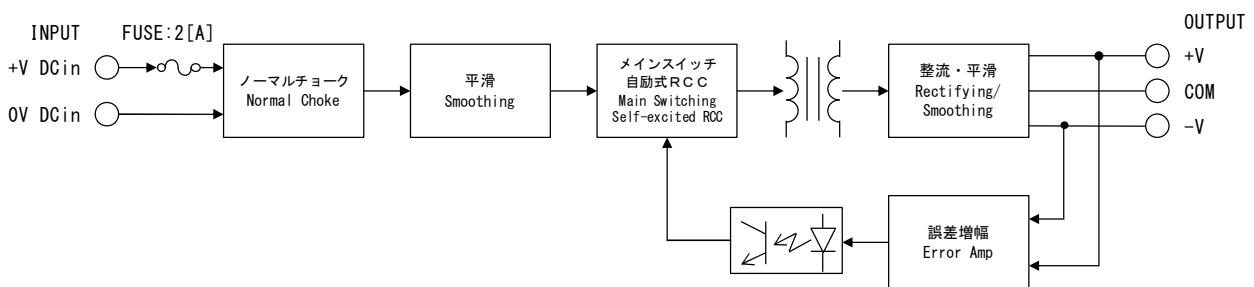 INPUT
FUSE:2[A]
+V DCin
0V DCin
ノーマルチョーク
Normal Choke
平滑
Smoothing
メインスイッチ
自励式RCC
Main Switching
Self-excited RCC
整流・平滑
Rectifying/
Smoothing
OUTPUT
+V
COM
-V
誤差増幅
Error Amp